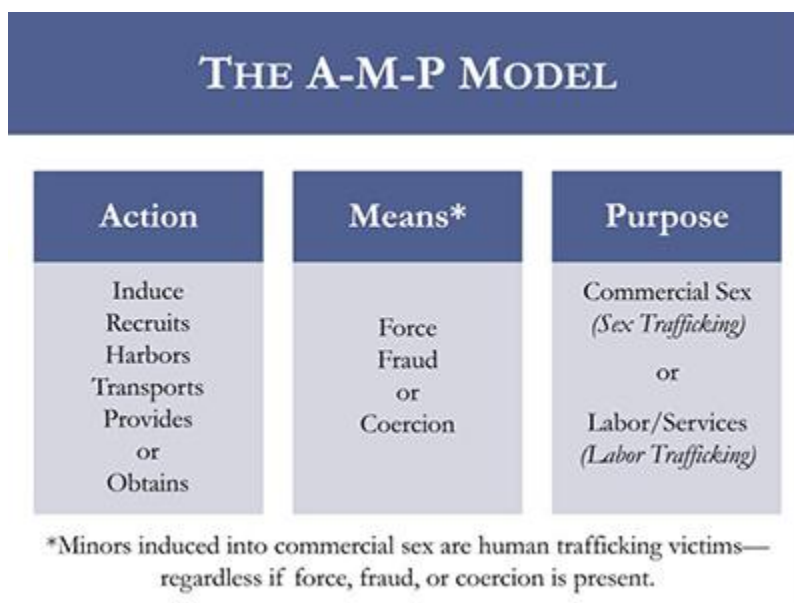 THE A-M-P MODEL
Action
Induce
Recruits
Harbors
Transports
Provides
or
Obtains
Means*
Force
Fraud
or
Coercion
Purpose
Commercial Sex
(Sex Trafficking)
or
Labor/Services
(Labor Trafficking)
*Minors induced into commercial sex are human trafficking victims—
regardless if force, fraud, or coercion is present.